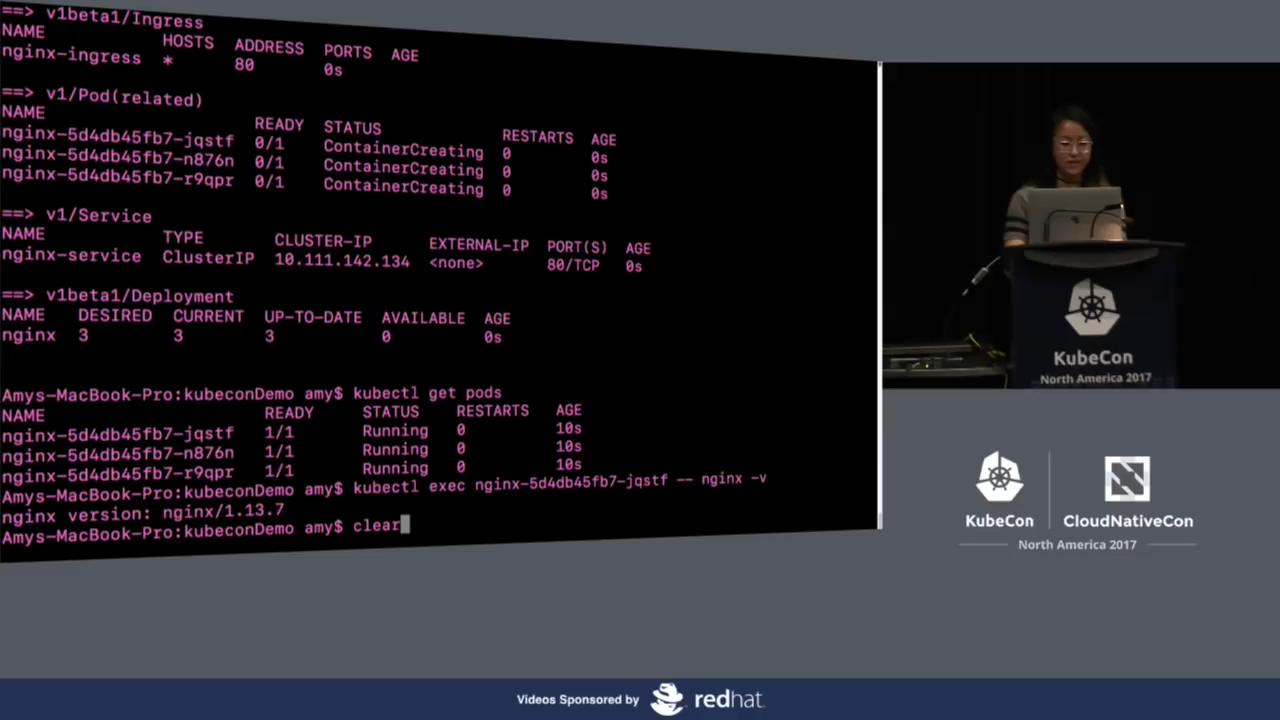 ==> v1beta1/Ingress
NAME HOSTS ADDRESS PORTS AGE
nginx-ingress * 80 0s
==> v1/Pod(related)
NAME READY STATUS RESTARTS AGE
nginx-5d4db45fb7-jqstf 0/1 ContainerCreating 0 0s
nginx-5d4db45fb7-n876n 0/1 ContainerCreating 0 0s
nginx-5d4db45fb7-r9qpr 0/1 ContainerCreating 0 0s
==> v1/Service
NAME TYPE CLUSTER-IP EXTERNAL-IP PORT(S) AGE
nginx-service ClusterIP 10.111.142.134 <none> 80/TCP 0s
==> v1beta1/Deployment
NAME DESIRED CURRENT UP-TO-DATE AVAILABLE AGE
nginx 3 3 3 0 0s
Amys-MacBook-Pro:kubeconDemo amy$ kubectl get pods
NAME READY STATUS RESTARTS AGE
nginx-5d4db45fb7-jqstf 1/1 Running 0 10s
nginx-5d4db45fb7-n876n 1/1 Running 0 10s
nginx-5d4db45fb7-r9qpr 1/1 Running 0 10s
Amys-MacBook-Pro:kubeconDemo amy$ kubectl exec nginx-5d4db45fb7-jqstf -- nginx -v
nginx version: nginx/1.13.7
Amys-MacBook-Pro:kubeconDemo amy$ clear
KubeCon
North America 2017
KubeCon CloudNativeCon
North America 2017
Videos Sponsored by redhat.